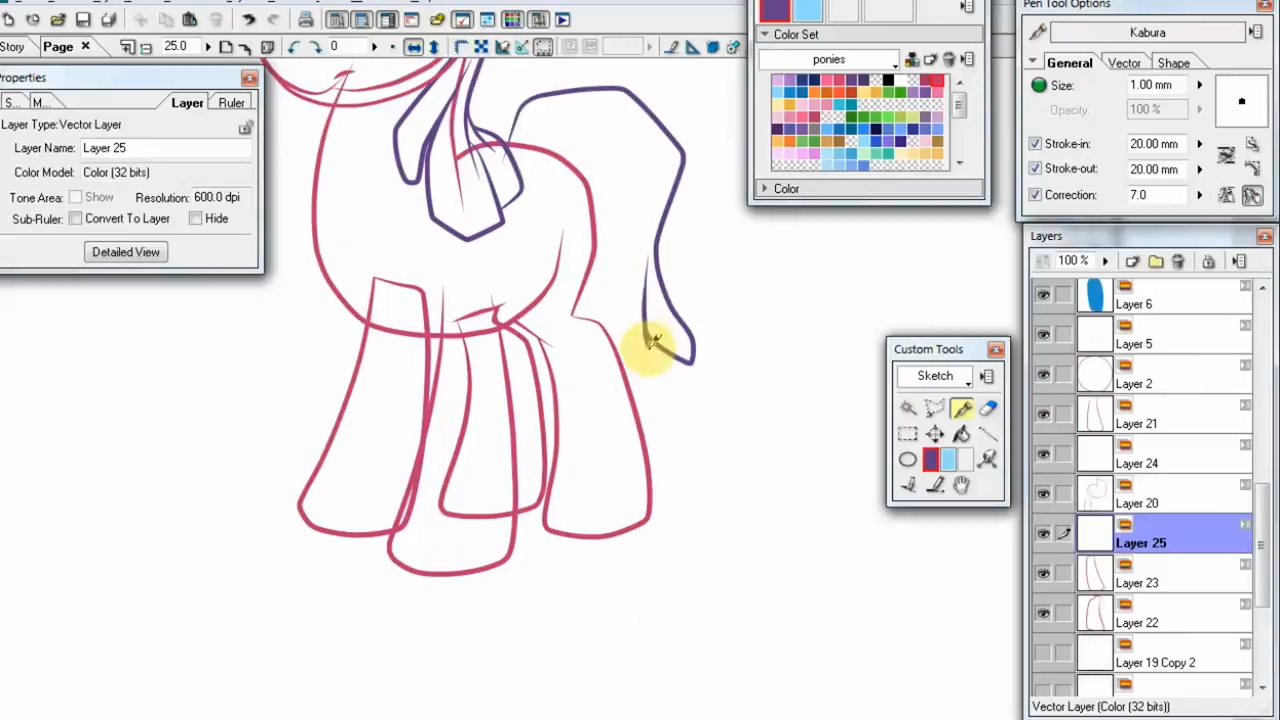 Story
Page
25.0
0
Properties
S...
M...
Layer
Ruler
Layer Type:Vector Layer
Layer Name: Layer 25
Color Model: Color (32 bits)
Tone Area: Show Resolution: 600.0 dpi
Sub-Ruler: Convert To Layer Hide
Detailed View
Color Set
ponies
Color
Pen Tool Options
Kabura
General
Vector
Shape
Size: 1.00 mm
Opacity: 100 %
Stroke-in: 20.00 mm
Stroke-out: 20.00 mm
Correction: 7.0
Layers
100 %
Layer 6
Layer 5
Layer 2
Layer 21
Layer 24
Layer 20
Layer 25
Layer 23
Layer 22
Layer 19 Copy 2
Vector Layer (Color (32 bits))
Custom Tools
Sketch